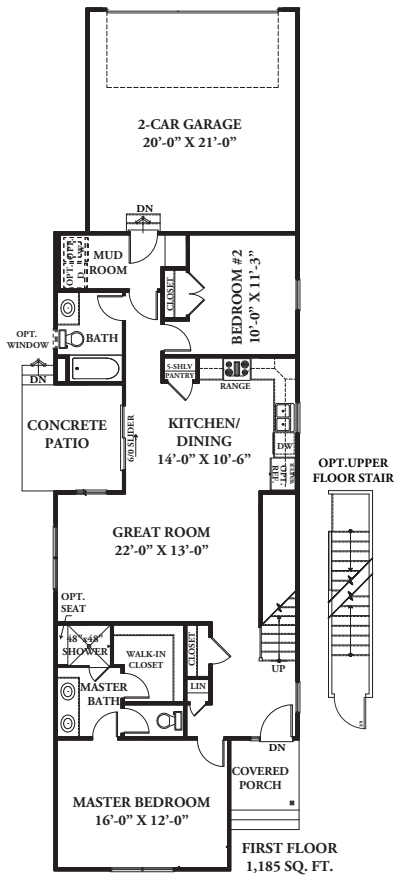 2-CAR GARAGE
20'-0" X 21'-0"
DN
MUD
ROOM
OPT.
OPT.
W
D
CLOSET
BEDROOM #2
10'-0" X 11'-3"
OPT.
WINDOW
BATH
DN
5-SHLV
PANTRY
RANGE
CONCRETE
PATIO
6/0 SLIDER
KITCHEN/
DINING
14'-0" X 10'-6"
DW
OPT.
REF.
OPT.UPPER
FLOOR STAIR
GREAT ROOM
22'-0" X 13'-0"
OPT.
SEAT
48"x48"
SHOWER
WALK-IN
CLOSET
CLOSET
UP
LIN
MASTER
BATH
DN
COVERED
PORCH
MASTER BEDROOM
16'-0" X 12'-0"
FIRST FLOOR
1,185 SQ. FT.